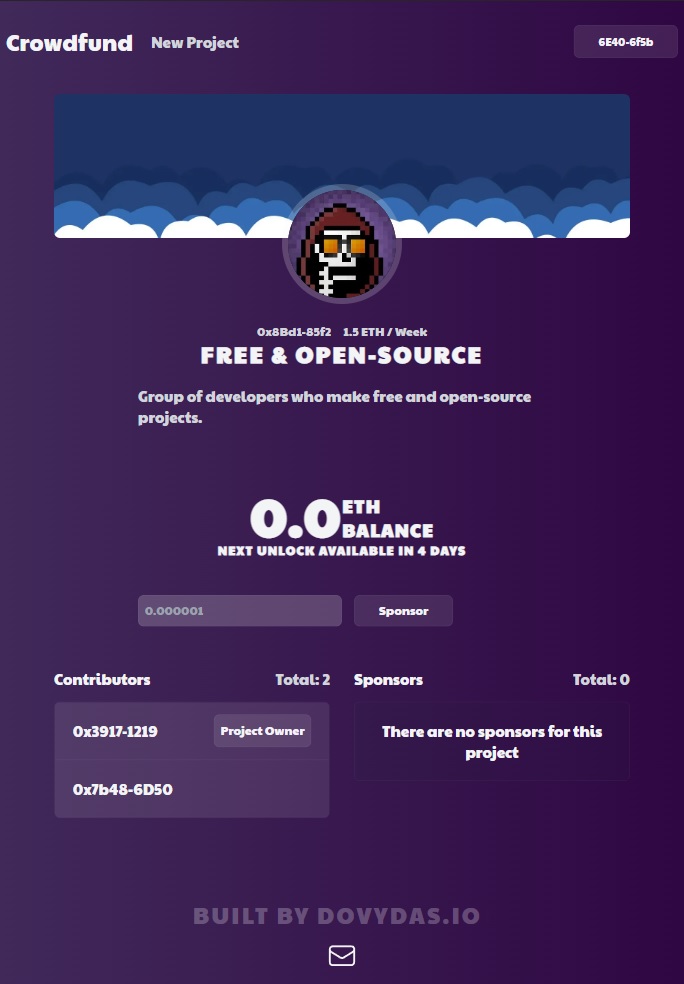 Crowdfund New Project 6E40-6f5b
0x8Bd1-85f2 1.5 ETH / Week
FREE & OPEN-SOURCE
Group of developers who make free and open-source
projects.
0.0 ETH
BALANCE
NEXT UNLOCK AVAILABLE IN 4 DAYS
0.000001 Sponsor
Contributors Total: 2
0x3917-1219 Project Owner
0x7b48-6D50
Sponsors Total: 0
There are no sponsors for this
project
BUILT BY DOVYDAS.IO